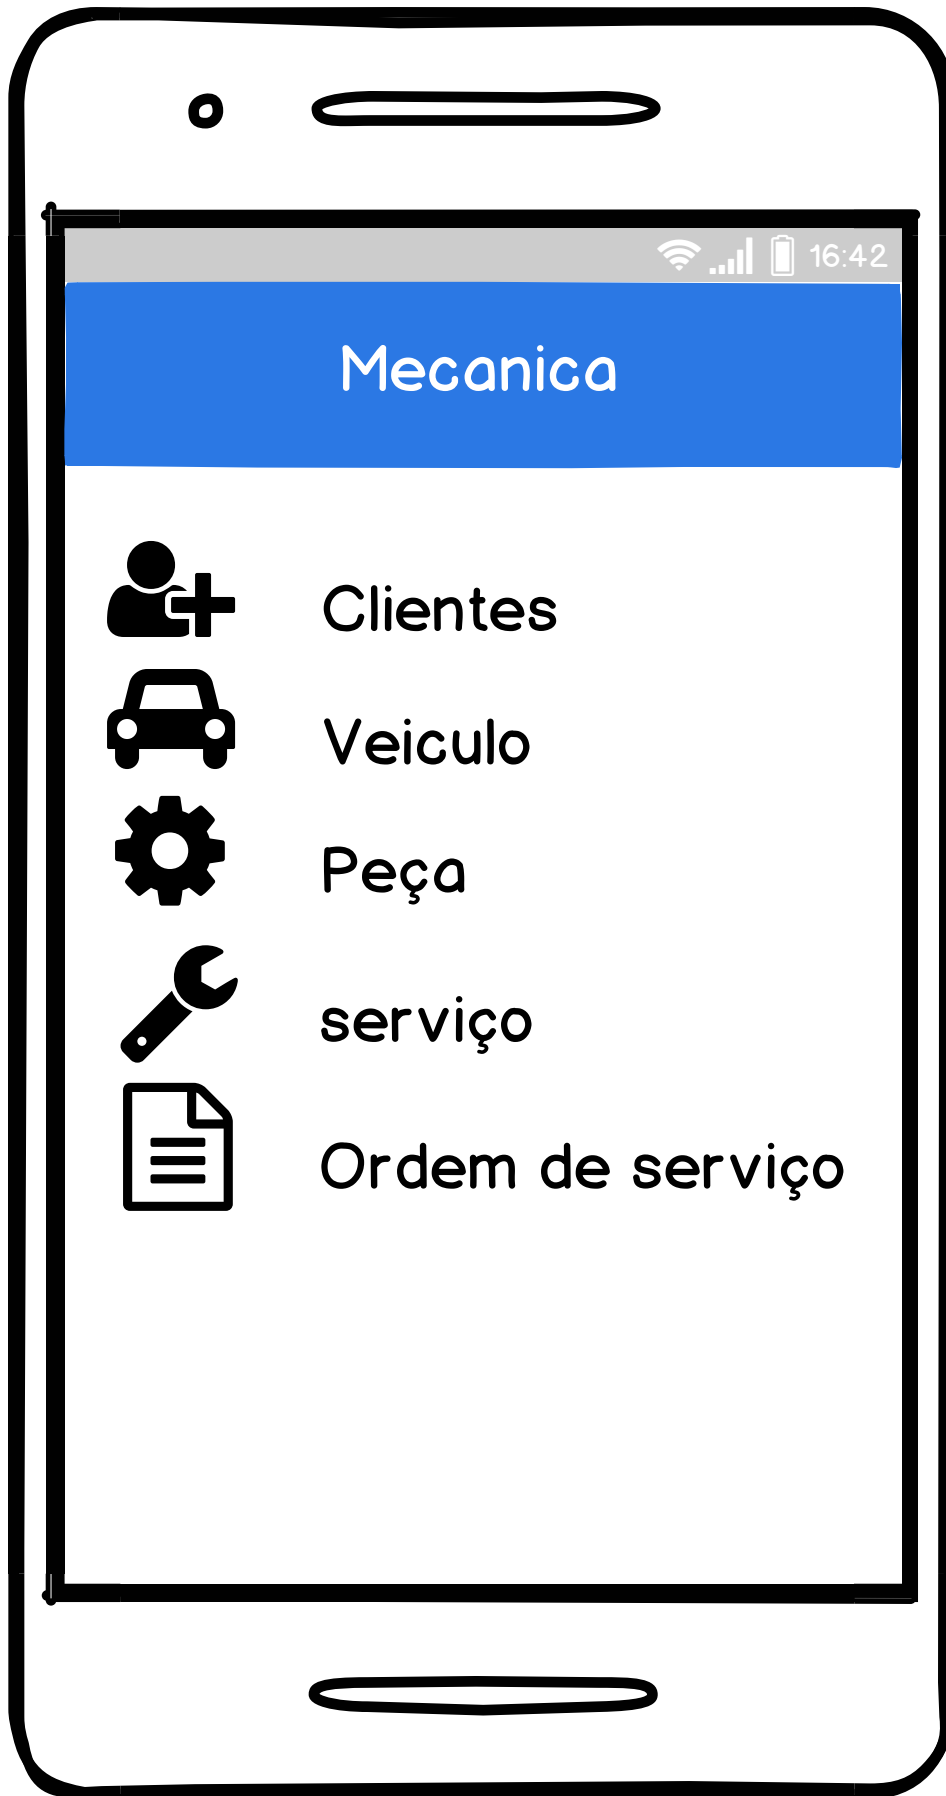 16:42
Mecanica
Clientes
Veiculo
Peça
serviço
Ordem de serviço